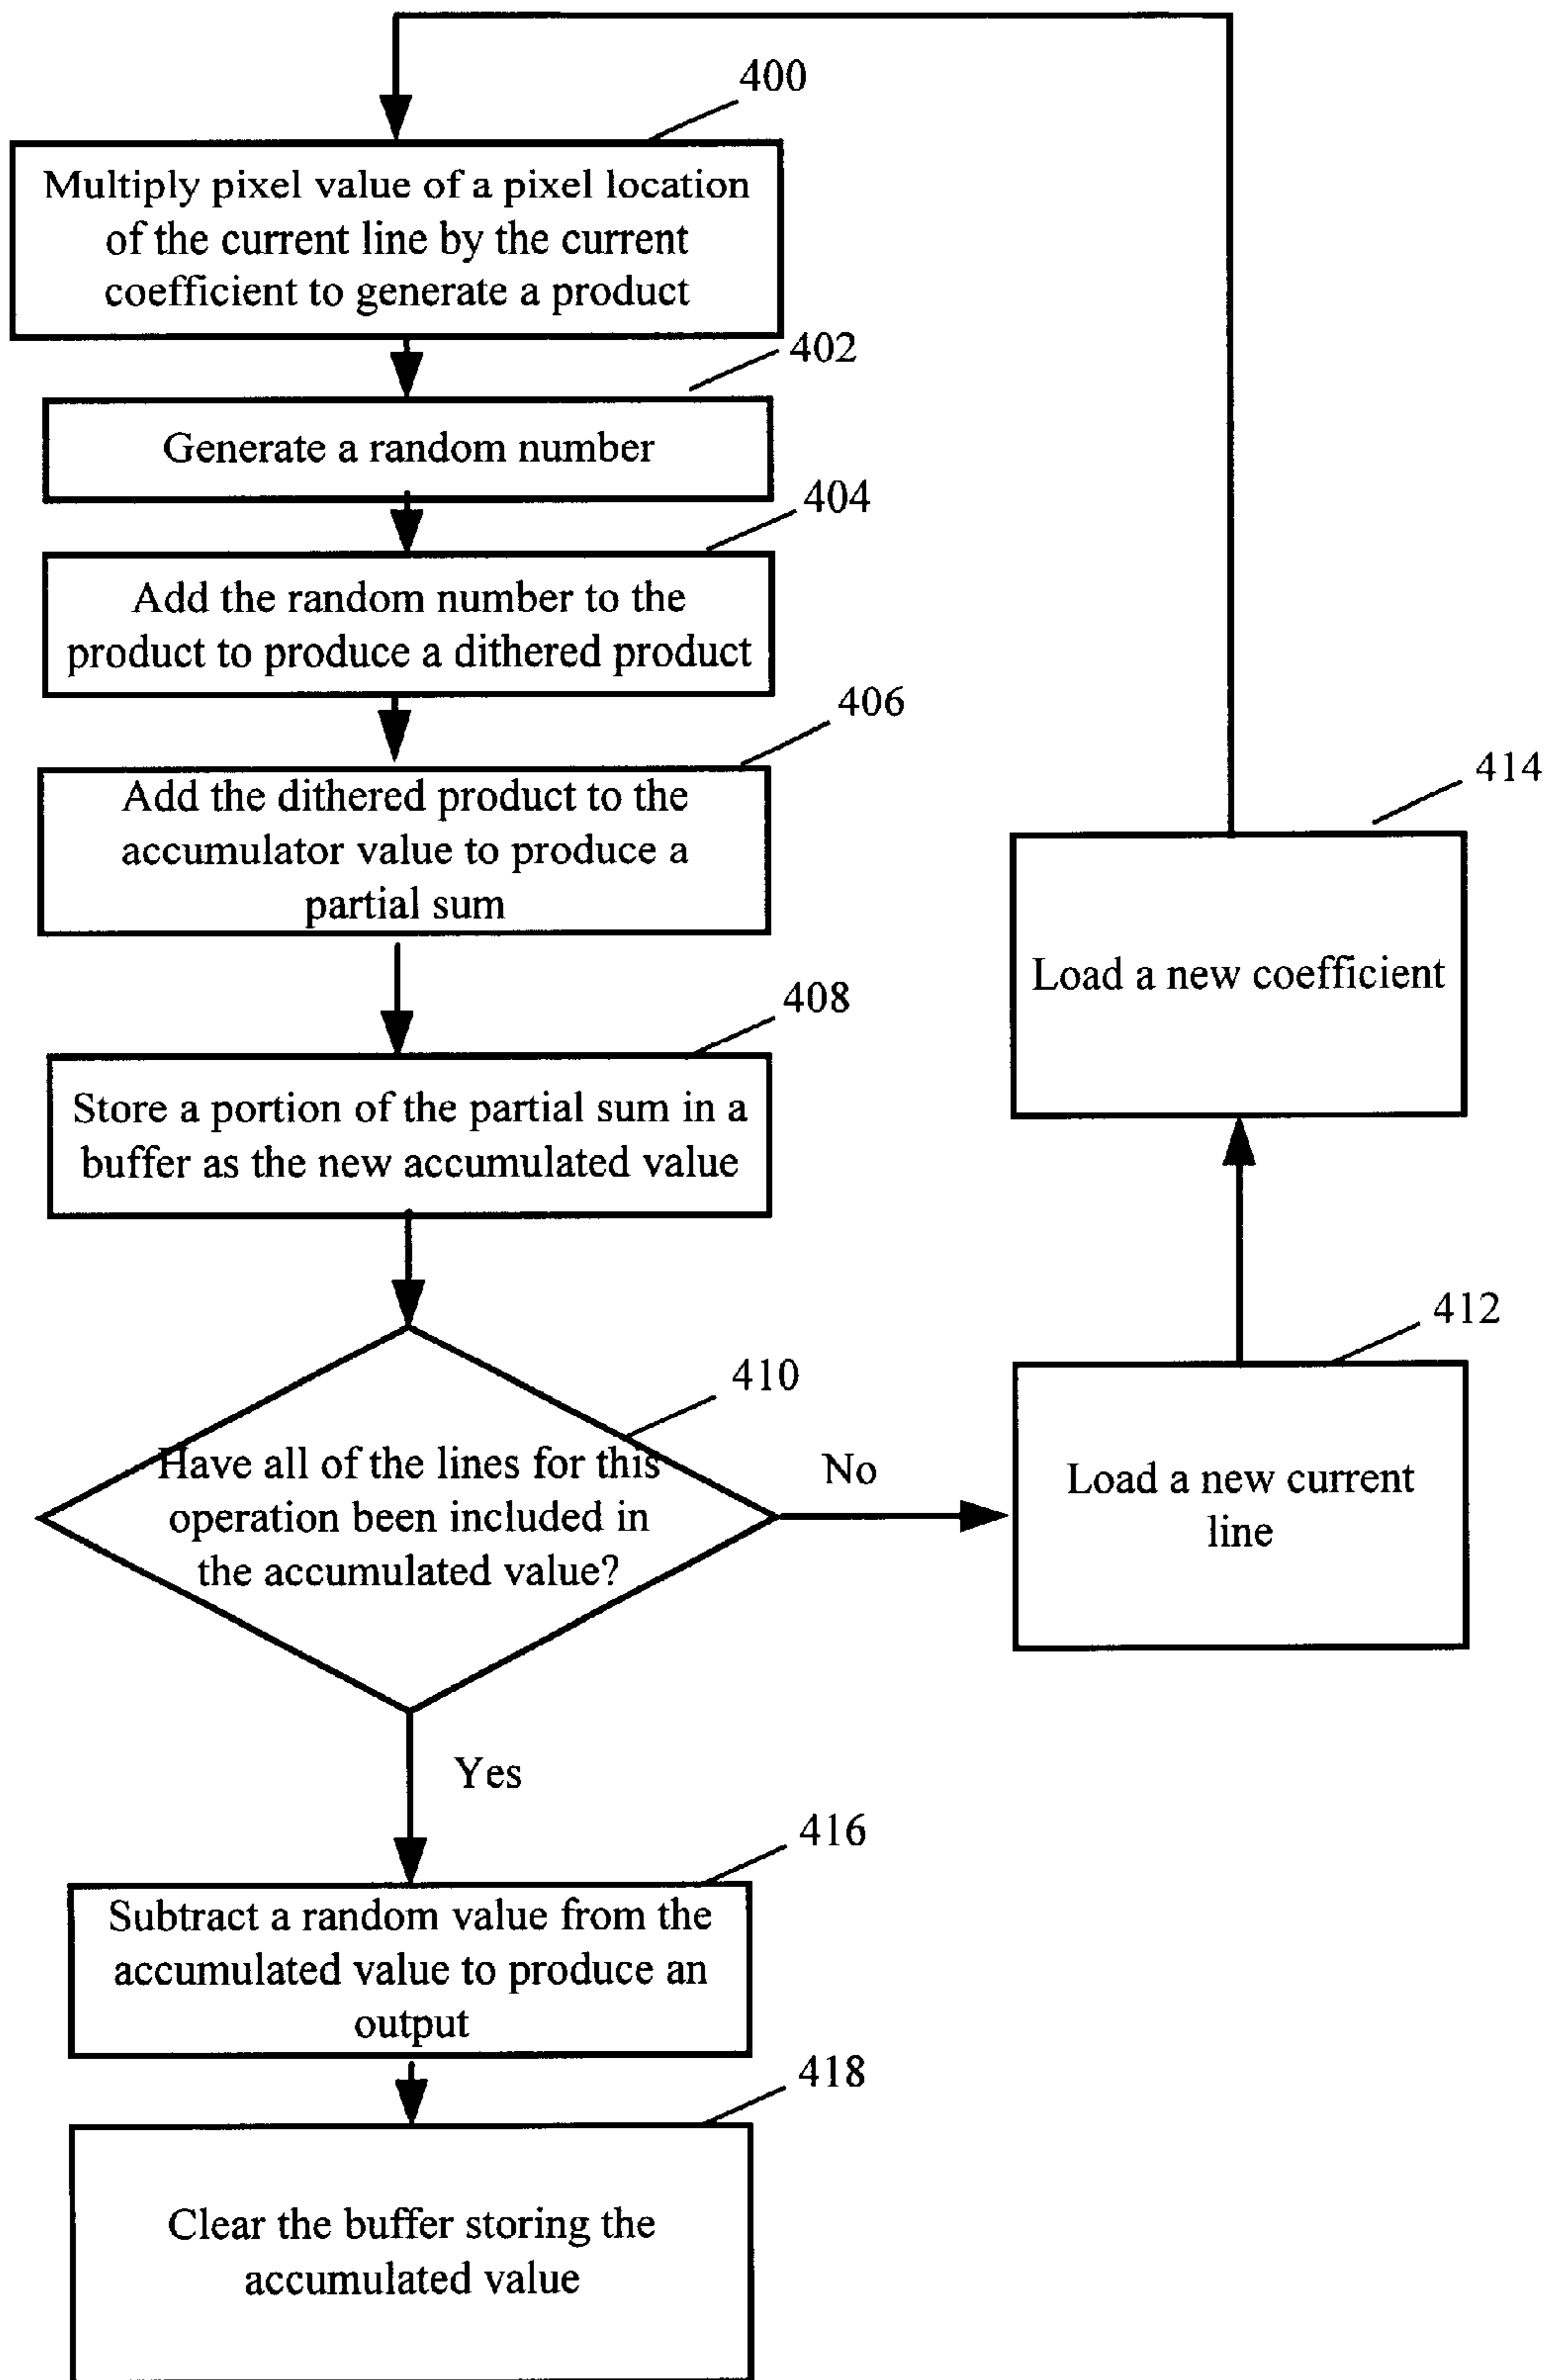 400
Multiply pixel value of a pixel location
of the current line by the current
coefficient to generate a product
402
Generate a random number
404
Add the random number to the
product to produce a dithered product
406
Add the dithered product to the
accumulator value to produce a
partial sum
408
Store a portion of the partial sum in a
buffer as the new accumulated value
410
Have all of the lines for this
operation been included in
the accumulated value?
No
412
Load a new current
line
414
Load a new coefficient
Yes
416
Subtract a random value from the
accumulated value to produce an
output
418
Clear the buffer storing the
accumulated value